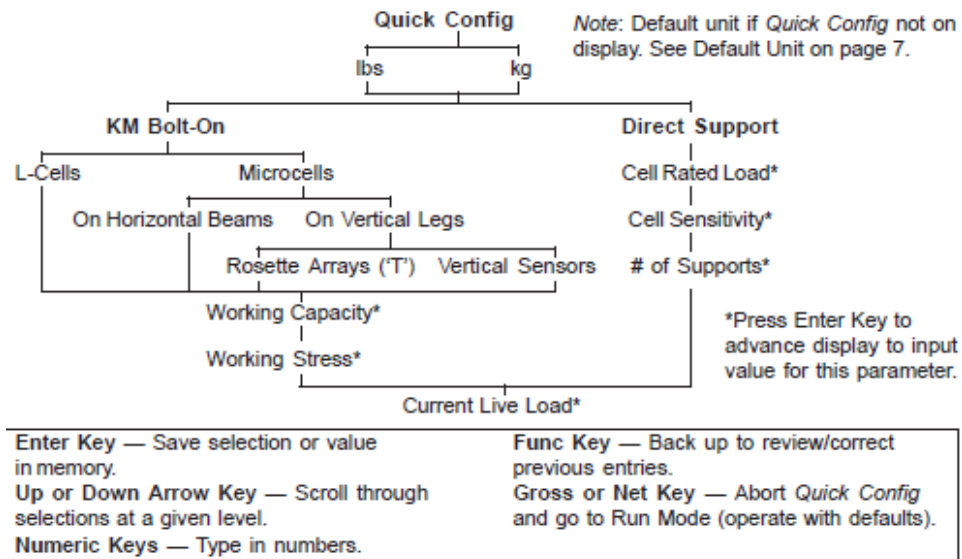 Quick Config
Note: Default unit if Quick Config not on
display. See Default Unit on page 7.
lbs kg
KM Bolt-On Direct Support
L-Cells Microcells Cell Rated Load*
On Horizontal Beams On Vertical Legs Cell Sensitivity*
Rosette Arrays (‘T’) Vertical Sensors # of Supports*
Working Capacity*
*Press Enter Key to
advance display to input
value for this parameter.
Working Stress*
Current Live Load*
Enter Key — Save selection or value
in memory.
Up or Down Arrow Key — Scroll through
selections at a given level.
Numeric Keys — Type in numbers.
Func Key — Back up to review/correct
previous entries.
Gross or Net Key — Abort Quick Config
and go to Run Mode (operate with defaults).